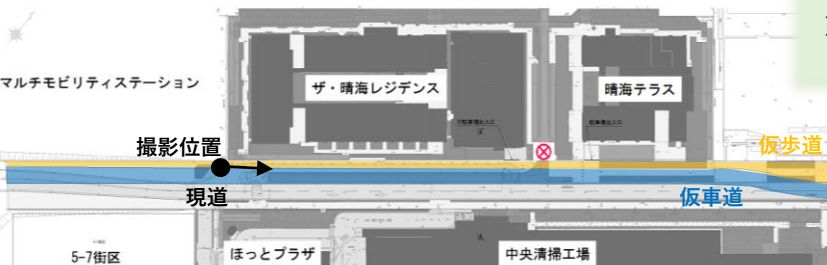 マルチモビリティステーション
ザ・晴海レジデンス
晴海テラス
撮影位置
仮歩道
現道
仮車道
5-7街区
ほっとプラザ
中央清掃工場